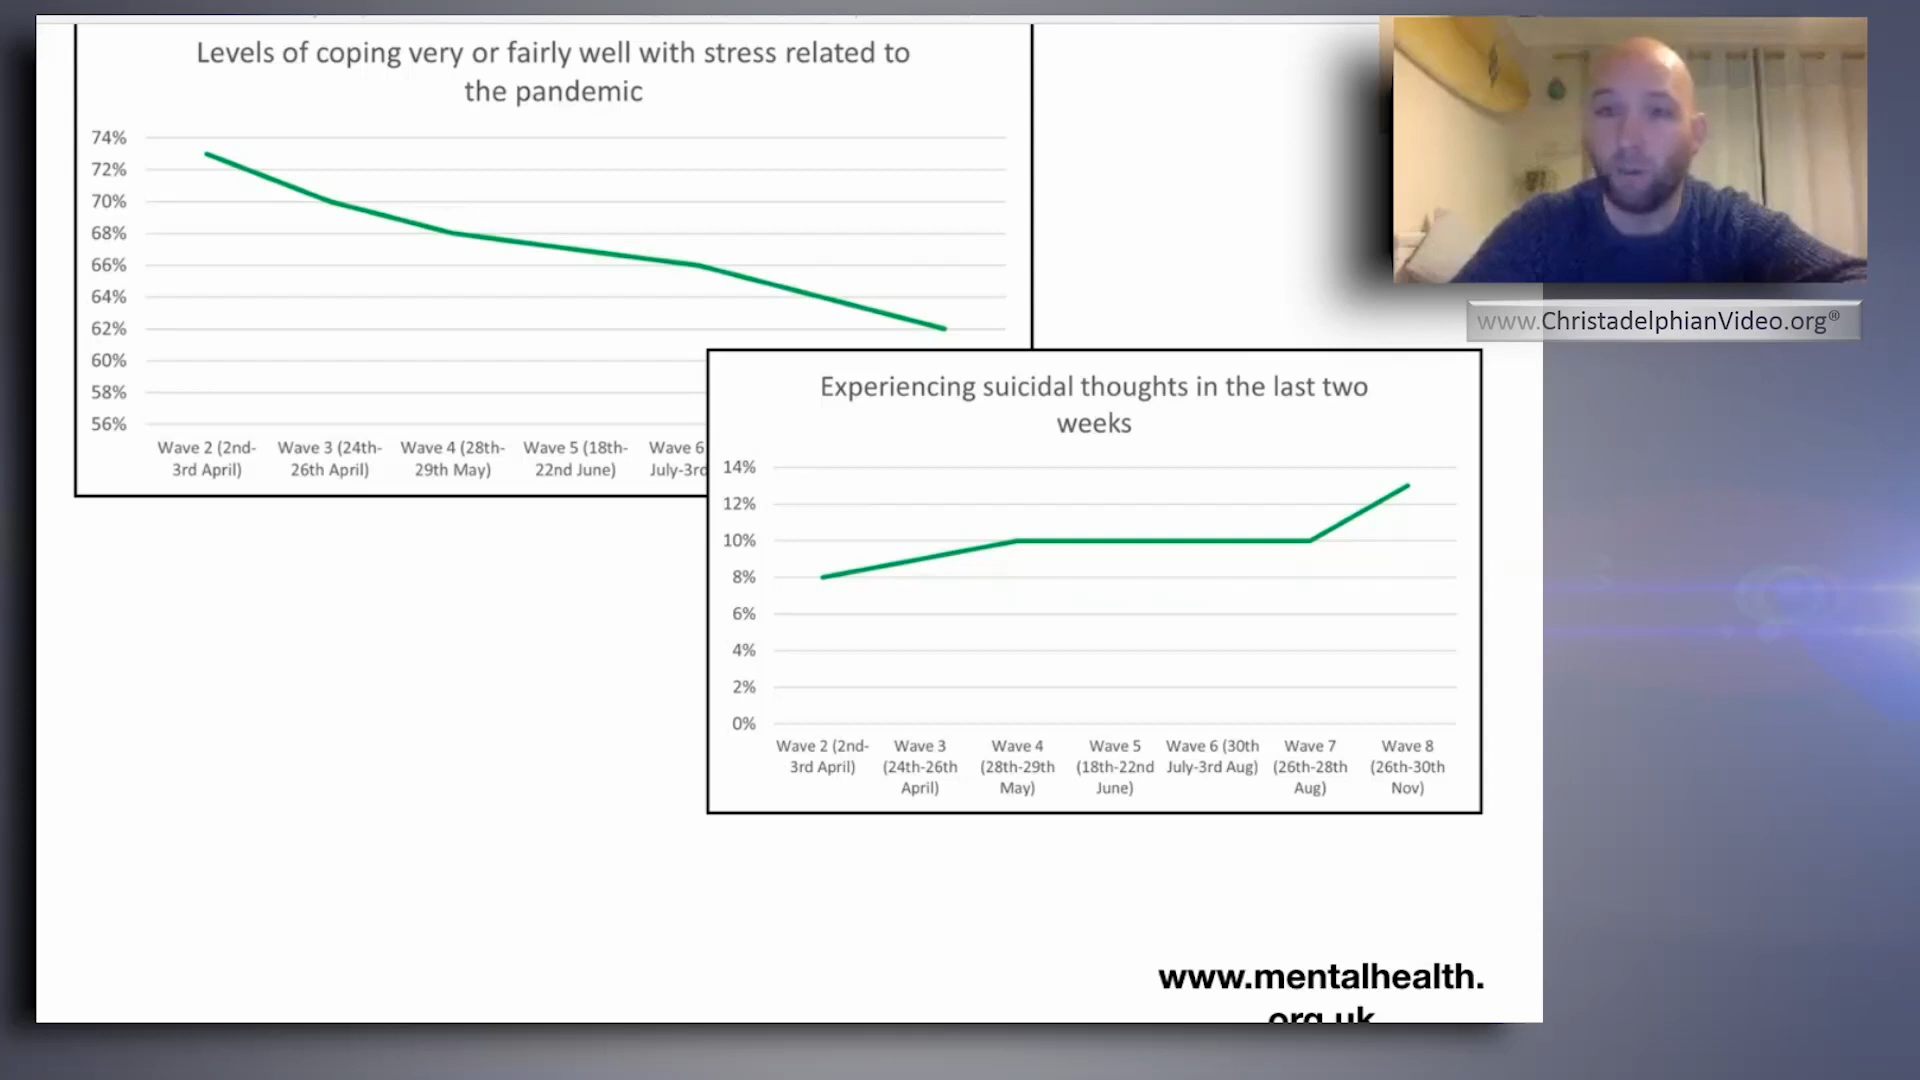 Levels of coping very or fairly well with stress related to
the pandemic
74%
72%
70%
68%
66%
64%
62%
60%
58%
56%
Wave 2 (2nd-
3rd April)
Wave 3 (24th-
26th April)
Wave 4 (28th-
29th May)
Wave 5 (18th-
22nd June)
Wave 6
July-3rd
www.ChristadelphianVideo.org®
Experiencing suicidal thoughts in the last two
weeks
14%
12%
10%
8%
6%
4%
2%
0%
Wave 2 (2nd-
3rd April)
Wave 3
(24th-26th
April)
Wave 4
(28th-29th
May)
Wave 5
(18th-22nd
June)
Wave 6 (30th
July-3rd Aug)
Wave 7
(26th-28th
Aug)
Wave 8
(26th-30th
Nov)
www.mentalhealth.
org.uk